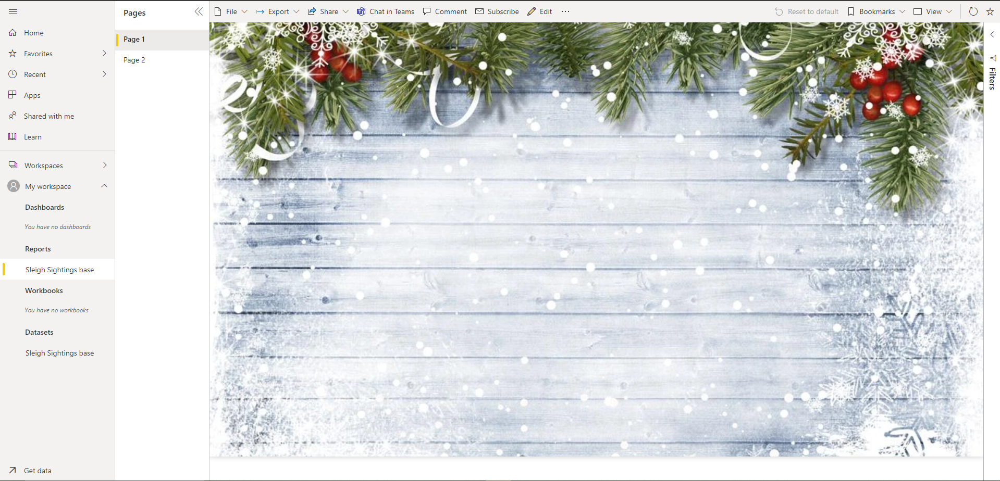 Home
Favorites
Recent
Apps
Shared with me
Learn
Workspaces
My workspace
Dashboards
You have no dashboards
Reports
Sleigh Sightings base
Workbooks
You have no workbooks
Datasets
Sleigh Sightings base
Get data
Pages
Page 1
Page 2
File Export Share Chat in Teams Comment Subscribe Edit ... Reset to default Bookmarks View
Filters